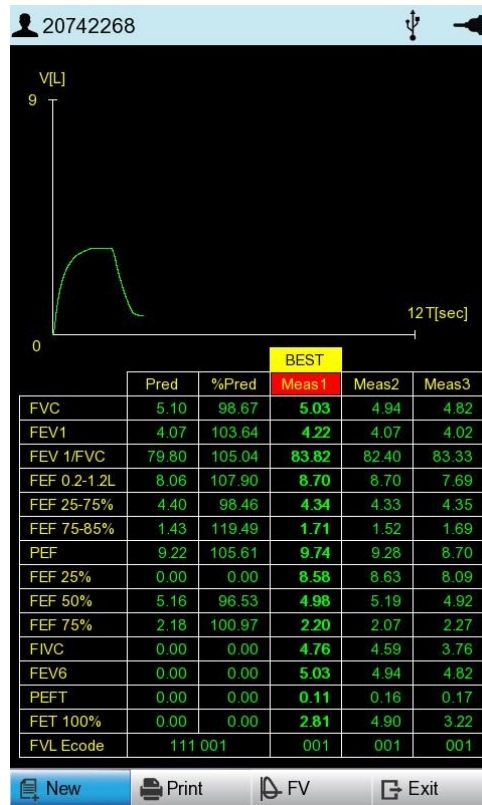 20742268
V[L]
9
12 T[sec]
0
BEST
Pred %Pred Meas1 Meas2 Meas3
FVC 5.10 98.67 5.03 4.94 4.82
FEV1 4.07 103.64 4.22 4.07 4.02
FEV 1/FVC 79.80 105.04 83.82 82.40 83.33
FEF 0.2-1.2L 8.06 107.90 8.70 8.70 7.69
FEF 25-75% 4.40 98.46 4.34 4.33 4.35
FEF 75-85% 1.43 119.49 1.71 1.52 1.69
PEF 9.22 105.61 9.74 9.28 8.70
FEF 25% 0.00 0.00 8.58 8.63 8.09
FEF 50% 5.16 96.53 4.98 5.19 4.92
FEF 75% 2.18 100.97 2.20 2.07 2.27
FIVC 0.00 0.00 4.76 4.59 3.76
FEV6 0.00 0.00 5.03 4.94 4.82
PEFT 0.00 0.00 0.11 0.16 0.17
FET 100% 0.00 0.00 2.81 4.90 3.22
FVL Ecode 111 001 001 001 001
New Print FV Exit